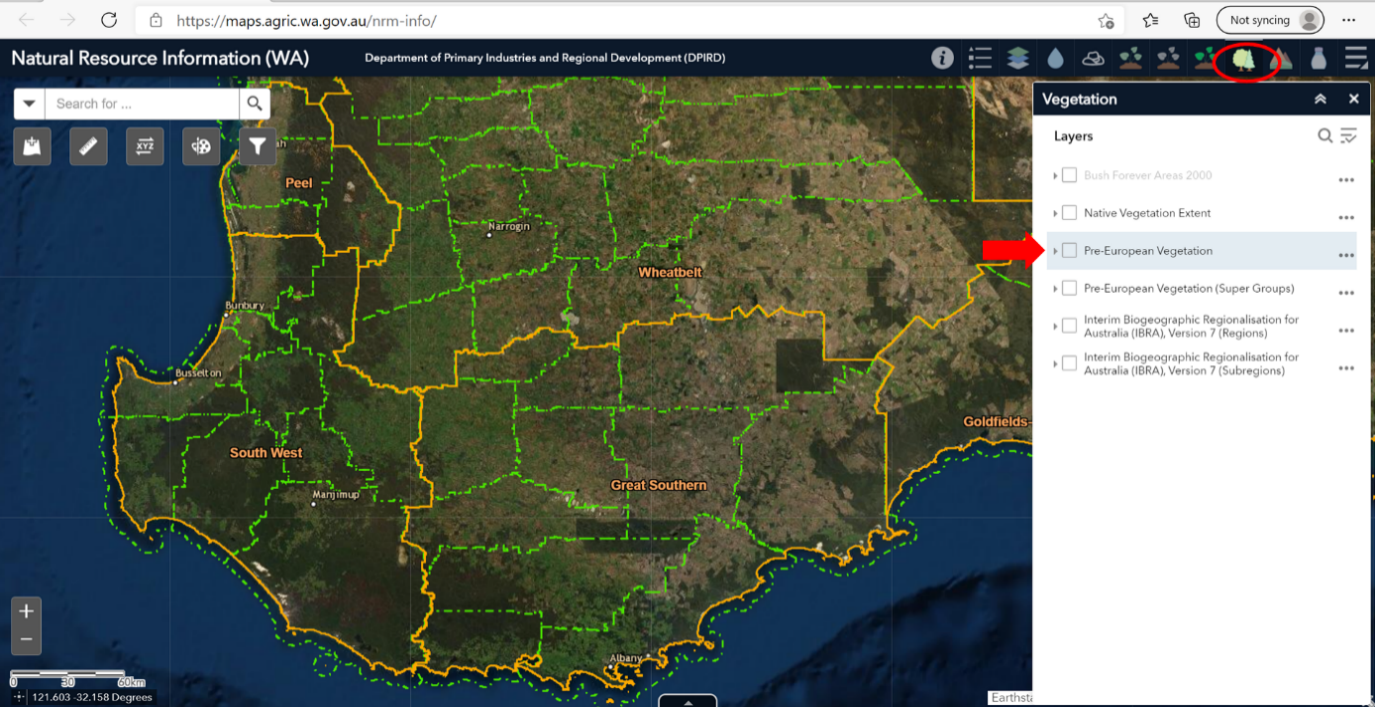 https://maps.agric.wa.gov.au/nrm-info/
Not syncing
Natural Resource Information (WA)
Department of Primary Industries and Regional Development (DPIRD)
Search for ...
XYZ
Vegetation
Layers
Bush Forever Areas 2000
Native Vegetation Extent
Pre-European Vegetation
Pre-European Vegetation (Super Groups)
Interim Biogeographic Regionalisation for
Australia (IBRA), Version 7 (Regions)
Interim Biogeographic Regionalisation for
Australia (IBRA), Version 7 (Subregions)
Peel
Narrogin
Wheatbelt
Bunbury
Busselton
Goldfields-
South West
Great Southern
Manjimup
Albany
0 30 60km
121.603 -32.158 Degrees
Earthsta